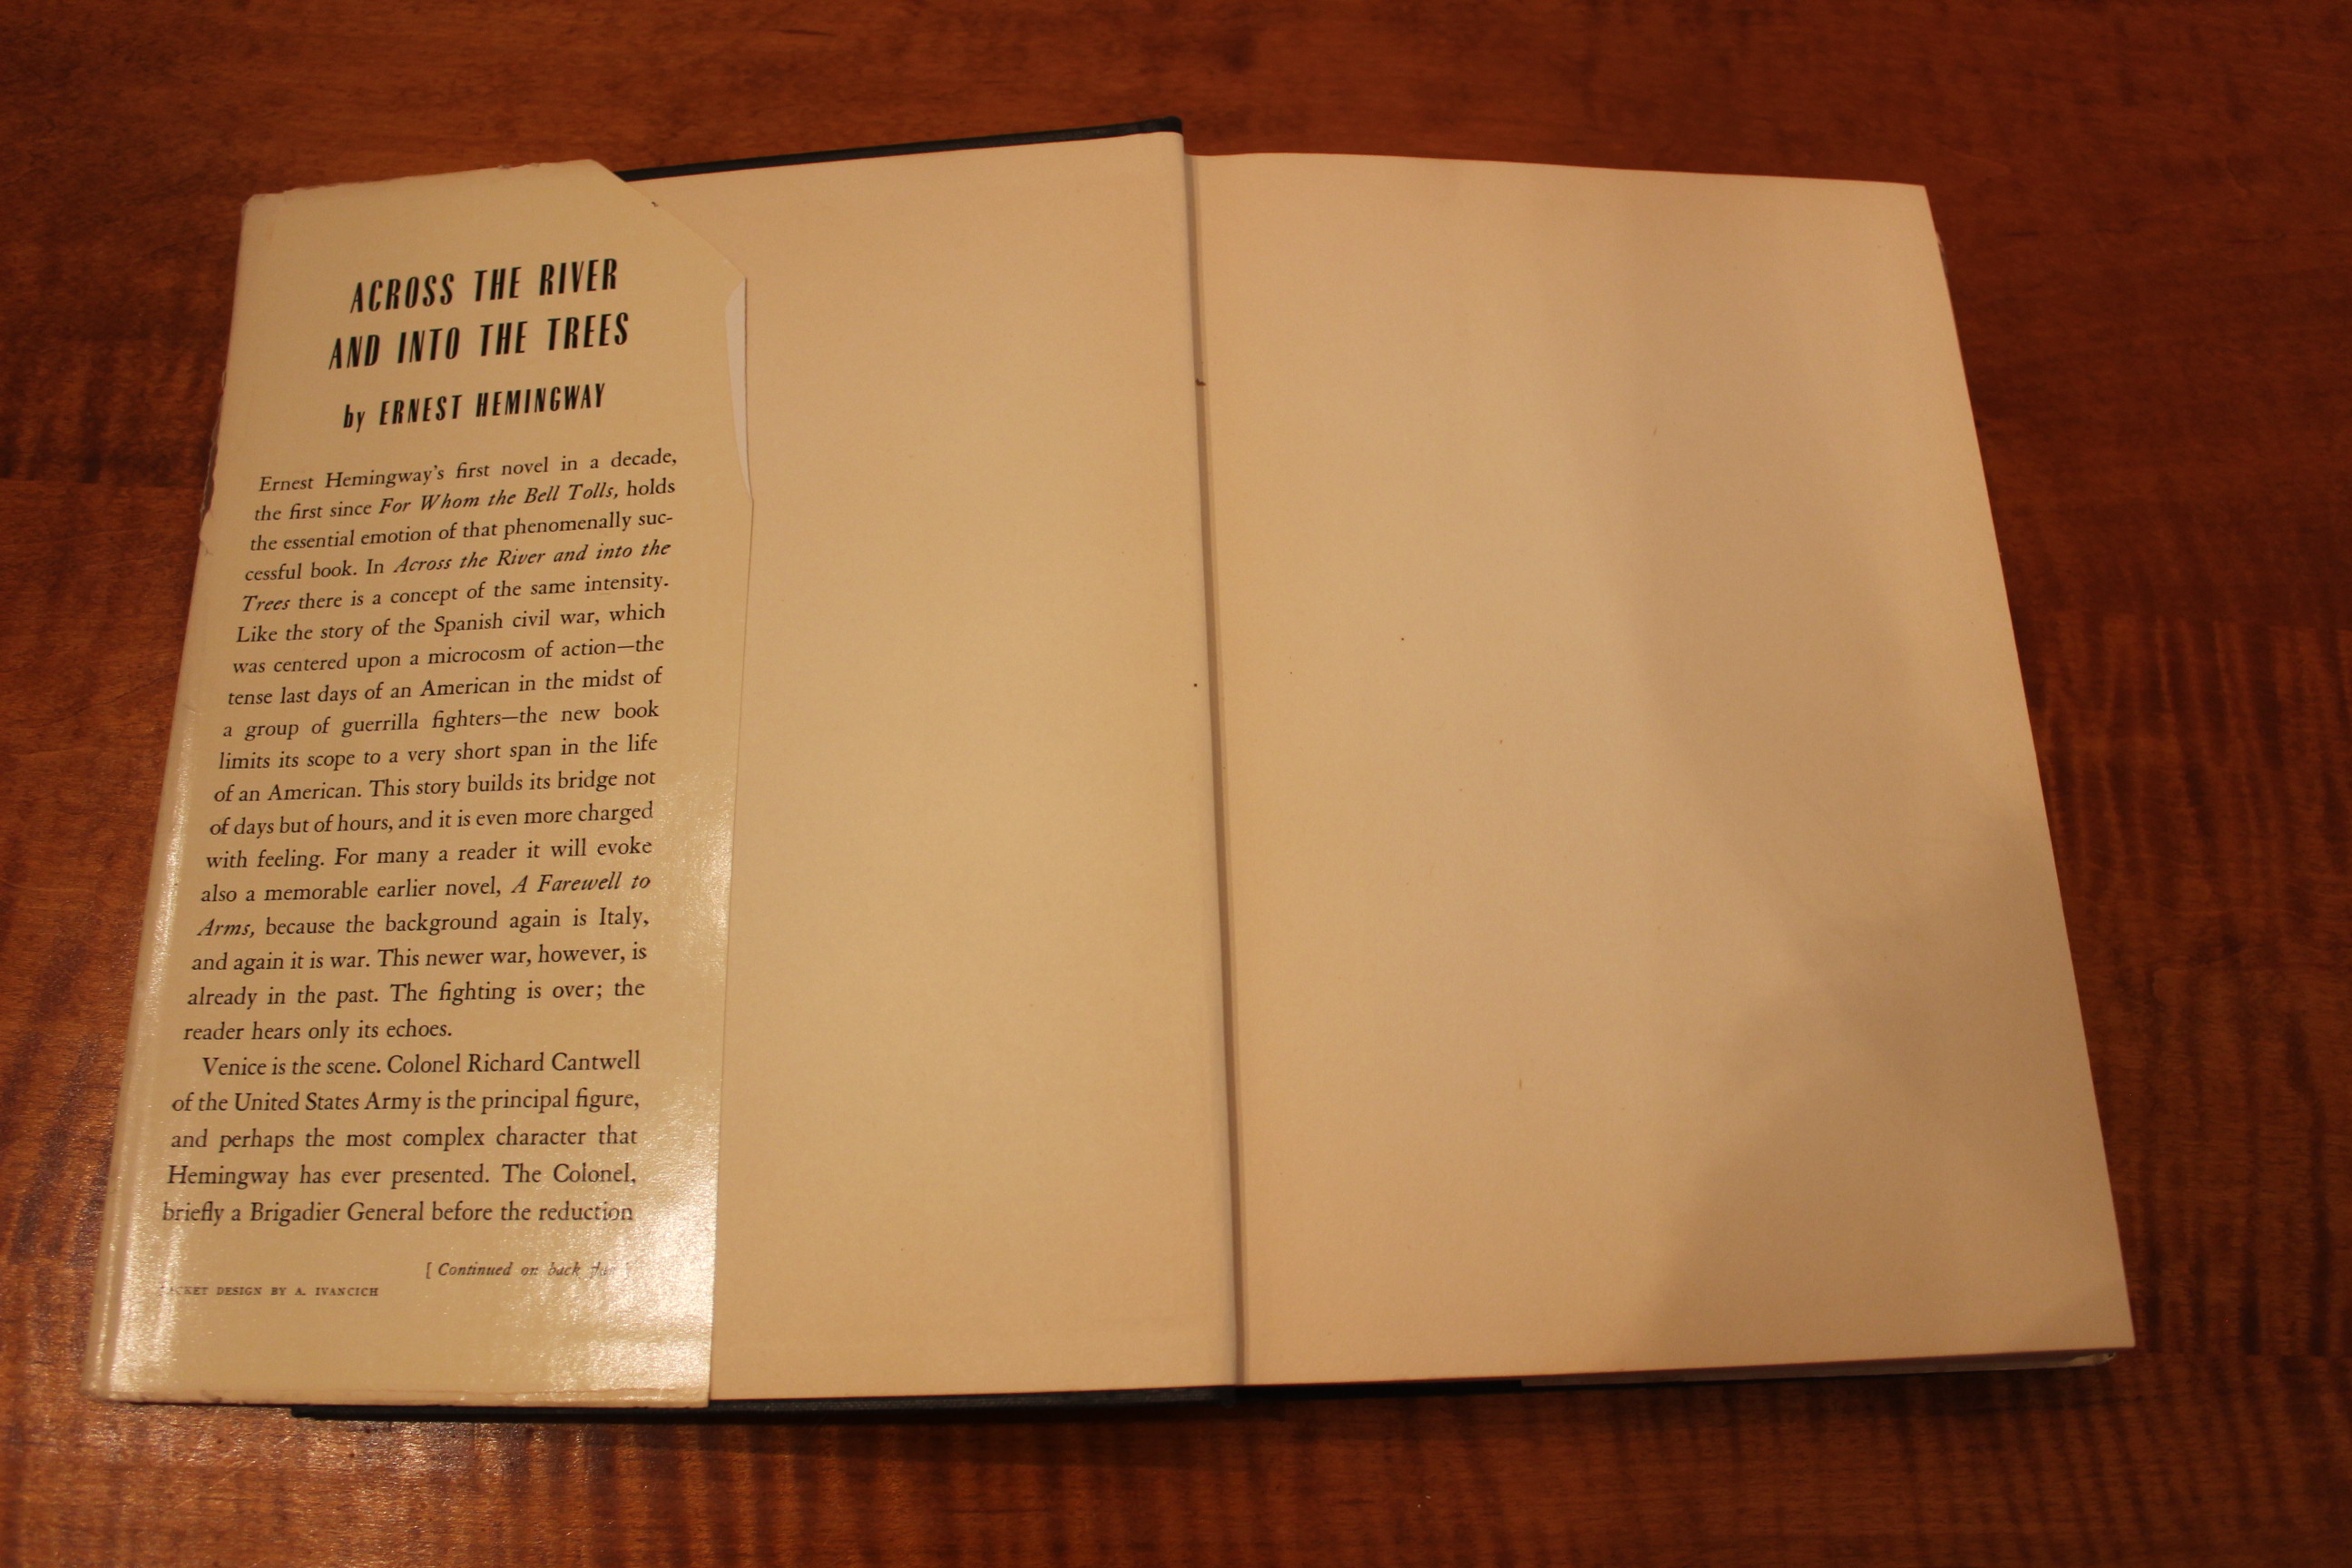 ACROSS THE RIVER
AND INTO THE TREES
by ERNEST HEMINGWAY
Ernest Hemingway's first novel in a decade,
the first since For Whom the Bell Tolls, holds
the essential emotion of that phenomenally suc-
cessful book. In Across the River and into the
Trees there is a concept of the same intensity.
Like the story of the Spanish civil war, which
was centered upon a microcosm of action—the
tense last days of an American in the midst of
a group of guerrilla fighters—the new book
limits its scope to a very short span in the life
of an American. This story builds its bridge not
of days but of hours, and it is even more charged
with feeling. For many a reader it will evoke
also a memorable earlier novel, A Farewell to
Arms, because the background again is Italy,
and again it is war. This newer war, however, is
already in the past. The fighting is over; the
reader hears only its echoes.
Venice is the scene. Colonel Richard Cantwell
of the United States Army is the principal figure,
and perhaps the most complex character that
Hemingway has ever presented. The Colonel,
briefly a Brigadier General before the reduction
[ Continued on back
DESIGN BY A. IVANCICH